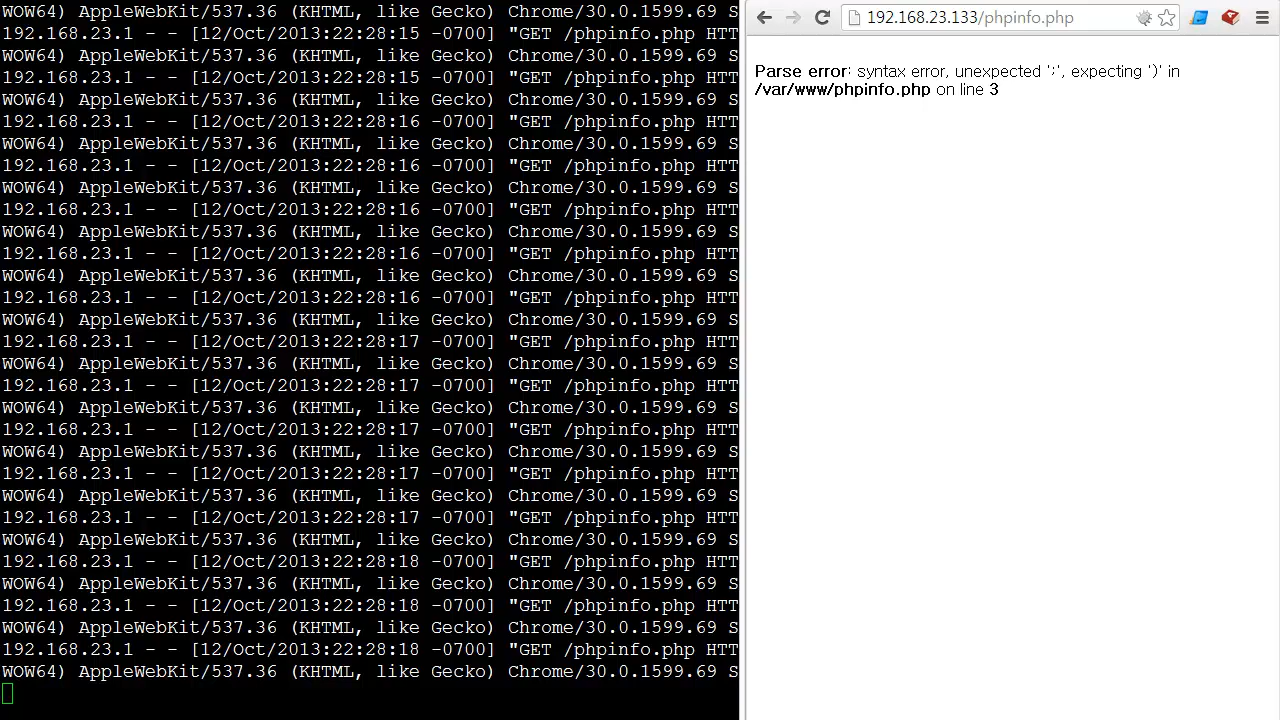 WOW64) AppleWebKit/537.36 (KHTML, like Gecko) Chrome/30.0.1599.69 S
192.168.23.1 - - [12/Oct/2013:22:28:15 -0700] "GET /phpinfo.php HTT
WOW64) AppleWebKit/537.36 (KHTML, like Gecko) Chrome/30.0.1599.69 S
192.168.23.1 - - [12/Oct/2013:22:28:15 -0700] "GET /phpinfo.php HTT
WOW64) AppleWebKit/537.36 (KHTML, like Gecko) Chrome/30.0.1599.69 S
192.168.23.1 - - [12/Oct/2013:22:28:16 -0700] "GET /phpinfo.php HTT
WOW64) AppleWebKit/537.36 (KHTML, like Gecko) Chrome/30.0.1599.69 S
192.168.23.1 - - [12/Oct/2013:22:28:16 -0700] "GET /phpinfo.php HTT
WOW64) AppleWebKit/537.36 (KHTML, like Gecko) Chrome/30.0.1599.69 S
192.168.23.1 - - [12/Oct/2013:22:28:16 -0700] "GET /phpinfo.php HTT
WOW64) AppleWebKit/537.36 (KHTML, like Gecko) Chrome/30.0.1599.69 S
192.168.23.1 - - [12/Oct/2013:22:28:16 -0700] "GET /phpinfo.php HTT
WOW64) AppleWebKit/537.36 (KHTML, like Gecko) Chrome/30.0.1599.69 S
192.168.23.1 - - [12/Oct/2013:22:28:16 -0700] "GET /phpinfo.php HTT
WOW64) AppleWebKit/537.36 (KHTML, like Gecko) Chrome/30.0.1599.69 S
192.168.23.1 - - [12/Oct/2013:22:28:17 -0700] "GET /phpinfo.php HTT
WOW64) AppleWebKit/537.36 (KHTML, like Gecko) Chrome/30.0.1599.69 S
192.168.23.1 - - [12/Oct/2013:22:28:17 -0700] "GET /phpinfo.php HTT
WOW64) AppleWebKit/537.36 (KHTML, like Gecko) Chrome/30.0.1599.69 S
192.168.23.1 - - [12/Oct/2013:22:28:17 -0700] "GET /phpinfo.php HTT
WOW64) AppleWebKit/537.36 (KHTML, like Gecko) Chrome/30.0.1599.69 S
192.168.23.1 - - [12/Oct/2013:22:28:17 -0700] "GET /phpinfo.php HTT
WOW64) AppleWebKit/537.36 (KHTML, like Gecko) Chrome/30.0.1599.69 S
192.168.23.1 - - [12/Oct/2013:22:28:17 -0700] "GET /phpinfo.php HTT
WOW64) AppleWebKit/537.36 (KHTML, like Gecko) Chrome/30.0.1599.69 S
192.168.23.1 - - [12/Oct/2013:22:28:18 -0700] "GET /phpinfo.php HTT
WOW64) AppleWebKit/537.36 (KHTML, like Gecko) Chrome/30.0.1599.69 S
192.168.23.1 - - [12/Oct/2013:22:28:18 -0700] "GET /phpinfo.php HTT
WOW64) AppleWebKit/537.36 (KHTML, like Gecko) Chrome/30.0.1599.69 S
192.168.23.1 - - [12/Oct/2013:22:28:18 -0700] "GET /phpinfo.php HTT
WOW64) AppleWebKit/537.36 (KHTML, like Gecko) Chrome/30.0.1599.69 S
192.168.23.133/phpinfo.php
Parse error: syntax error, unexpected ';', expecting ')' in
/var/www/phpinfo.php on line 3